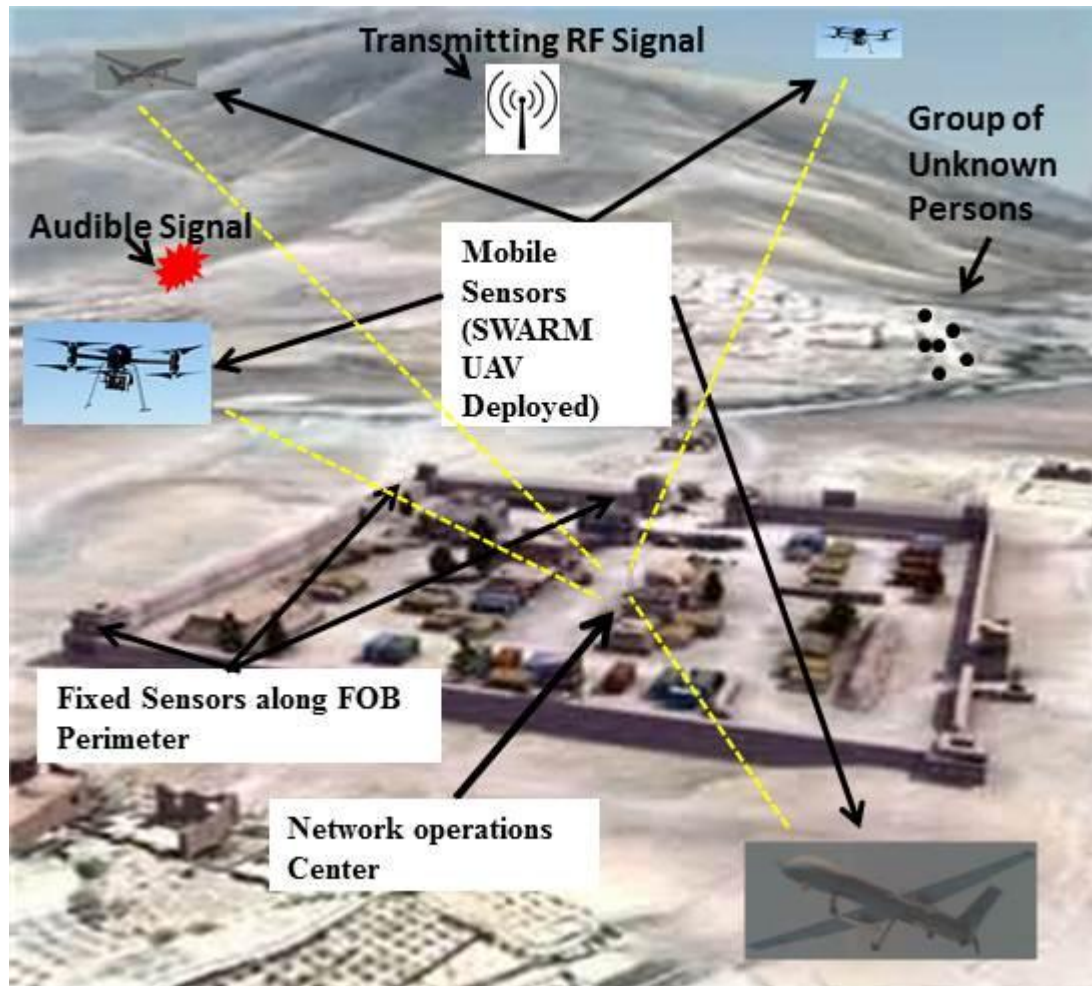 Transmitting RF Signal
Group of
Unknown
Persons
Audible Signal
Mobile
Sensors
(SWARM
UAV
Deployed)
Fixed Sensors along FOB
Perimeter
Network operations
Center